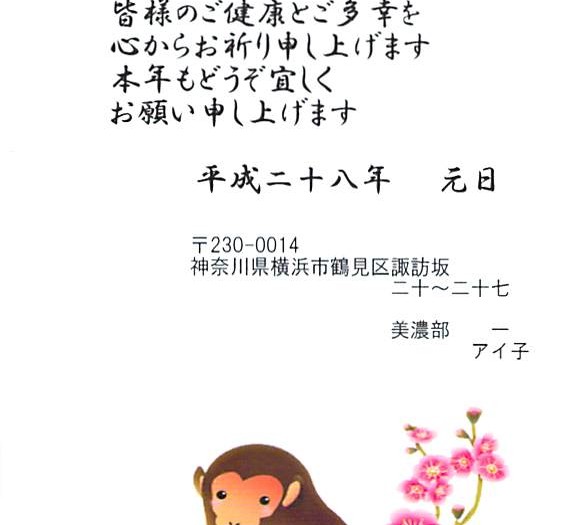 皆様のご健康とご多幸を
心からお祈り申し上げます
本年もどうぞ宜しく
お願い申し上げます
平成二十八年　元日
〒230-0014
神奈川県横浜市鶴見区諏訪坂
二十～二十七
美濃部　一
アイ子